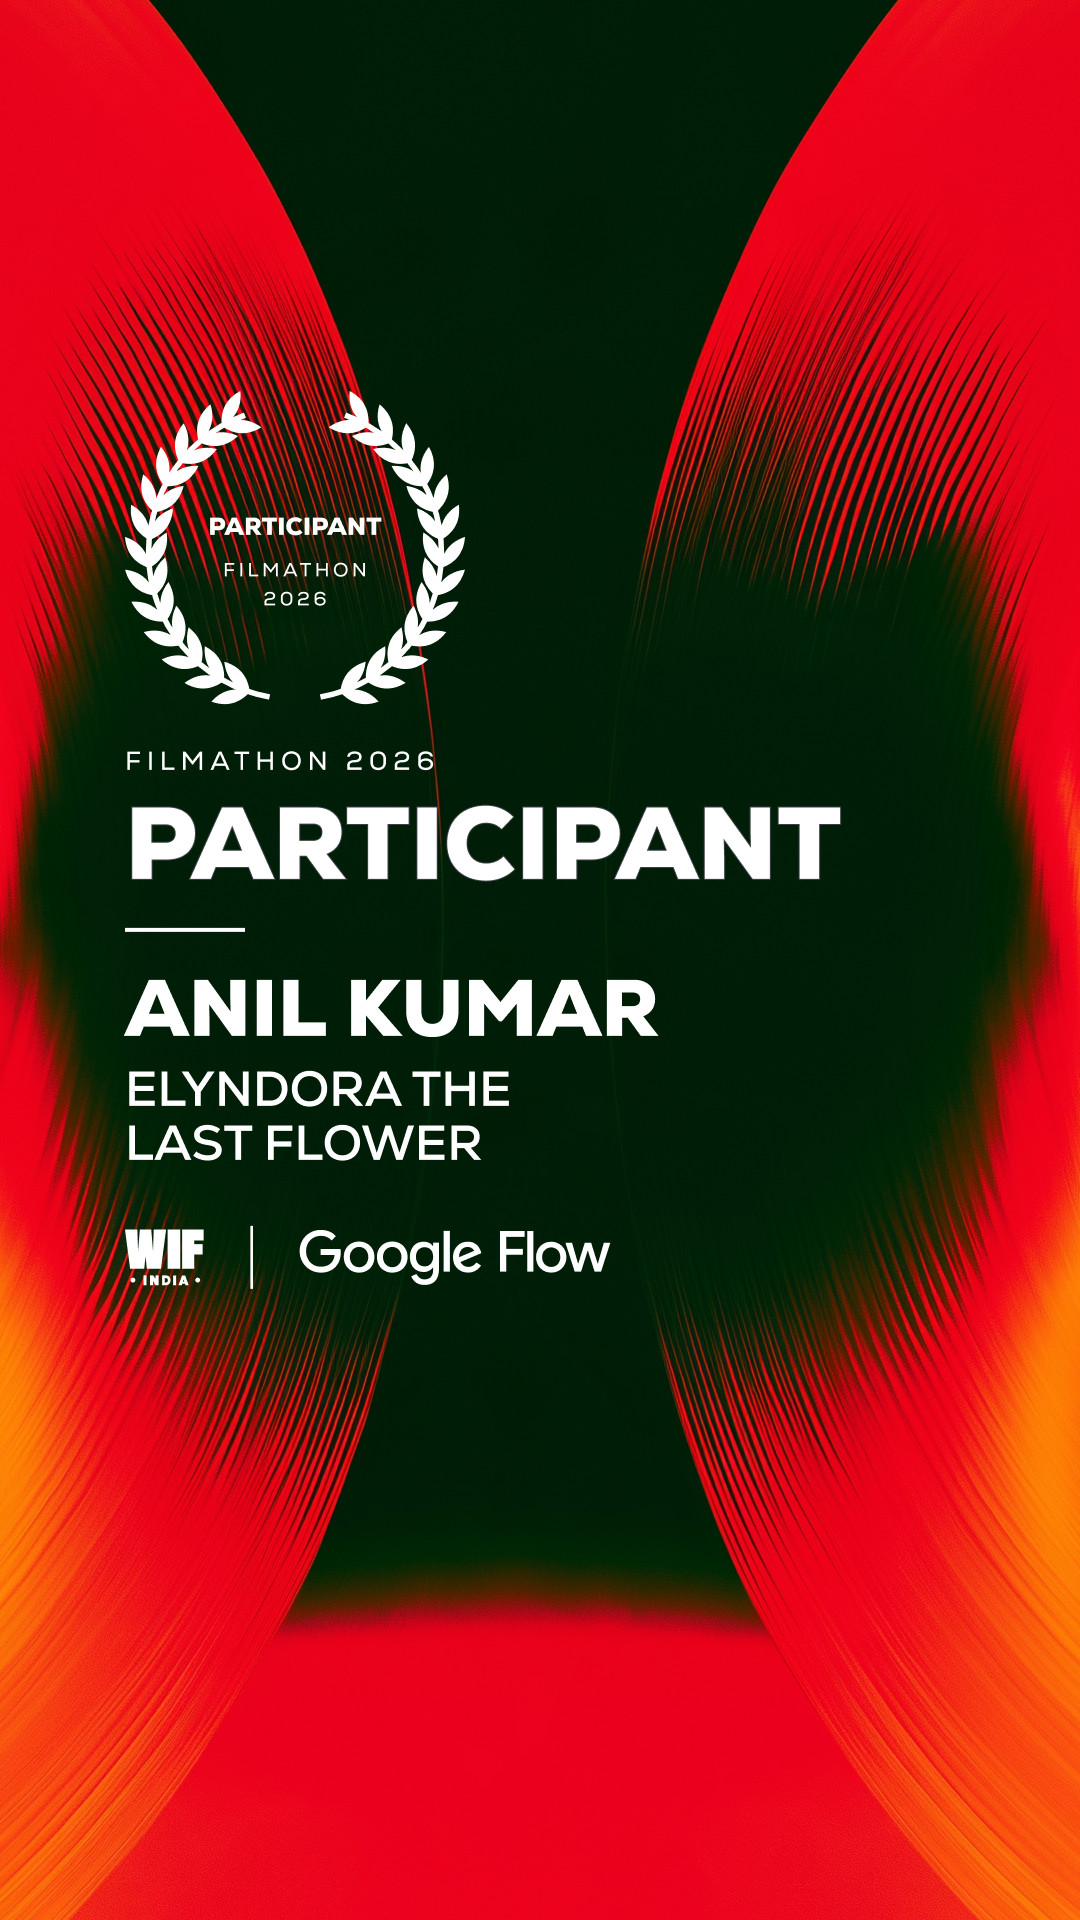 PARTICIPANT
FILMATHON
2026
FILMATHON 2026
PARTICIPANT
ANIL KUMAR
ELYNDORA THE
LAST FLOWER
WIF
• INDIA •
Google Flow